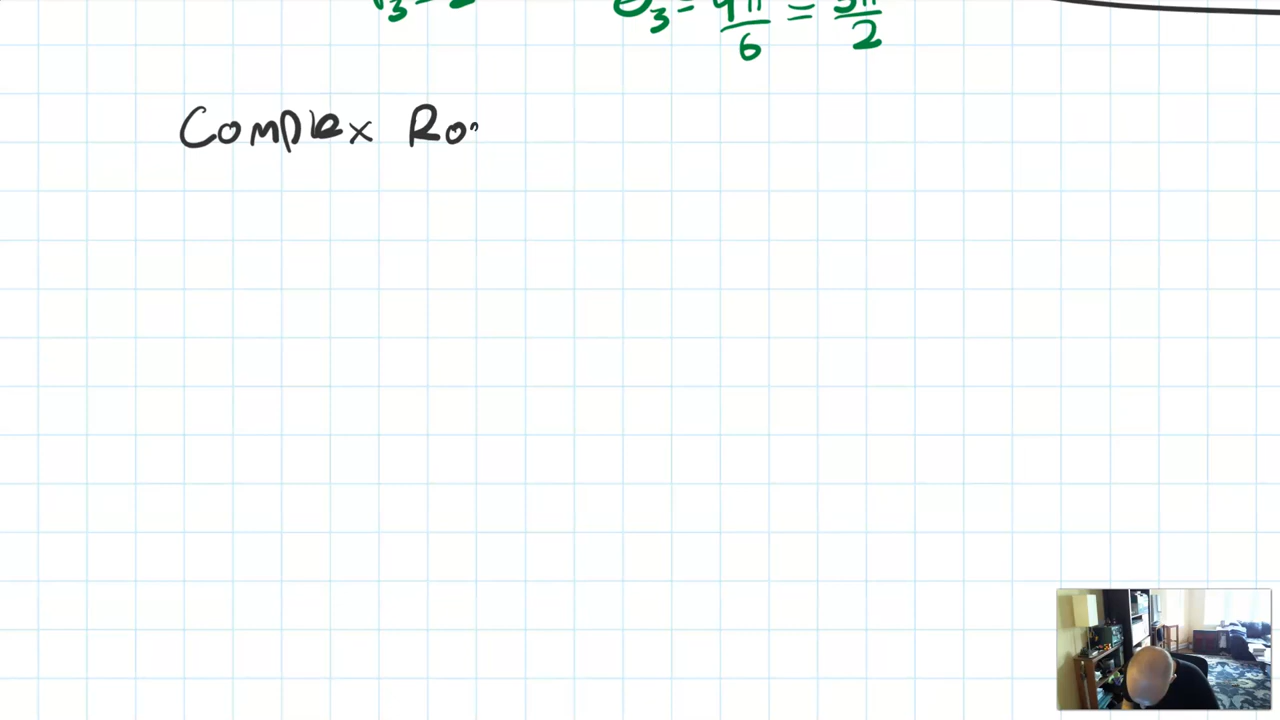 θ₃ = 9π/6 = 3π/2
Complex Ro